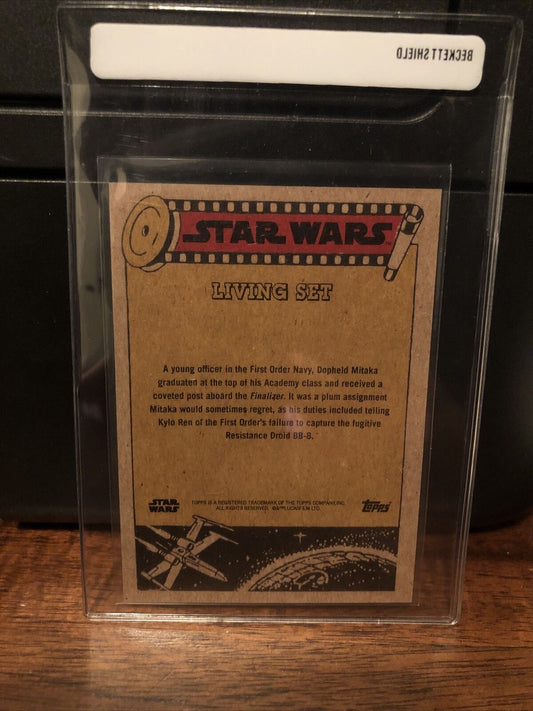 BECKETT SHIELD
STAR WARS
LIVING SET
A young officer in the First Order Navy, Dopheld Mitaka
graduated at the top of his Academy class and received a
coveted post aboard the Finalizer. It was a plum assignment
Mitaka would sometimes regret, as his duties included telling
Kylo Ren of the First Order's failure to capture the fugitive
Resistance Droid BB-8.
STAR
WARS
TOPPS IS A REGISTERED TRADEMARK OF THE TOPPS COMPANY, INC.
ALL RIGHTS RESERVED. ©&™ LUCASFILM LTD.
Topps